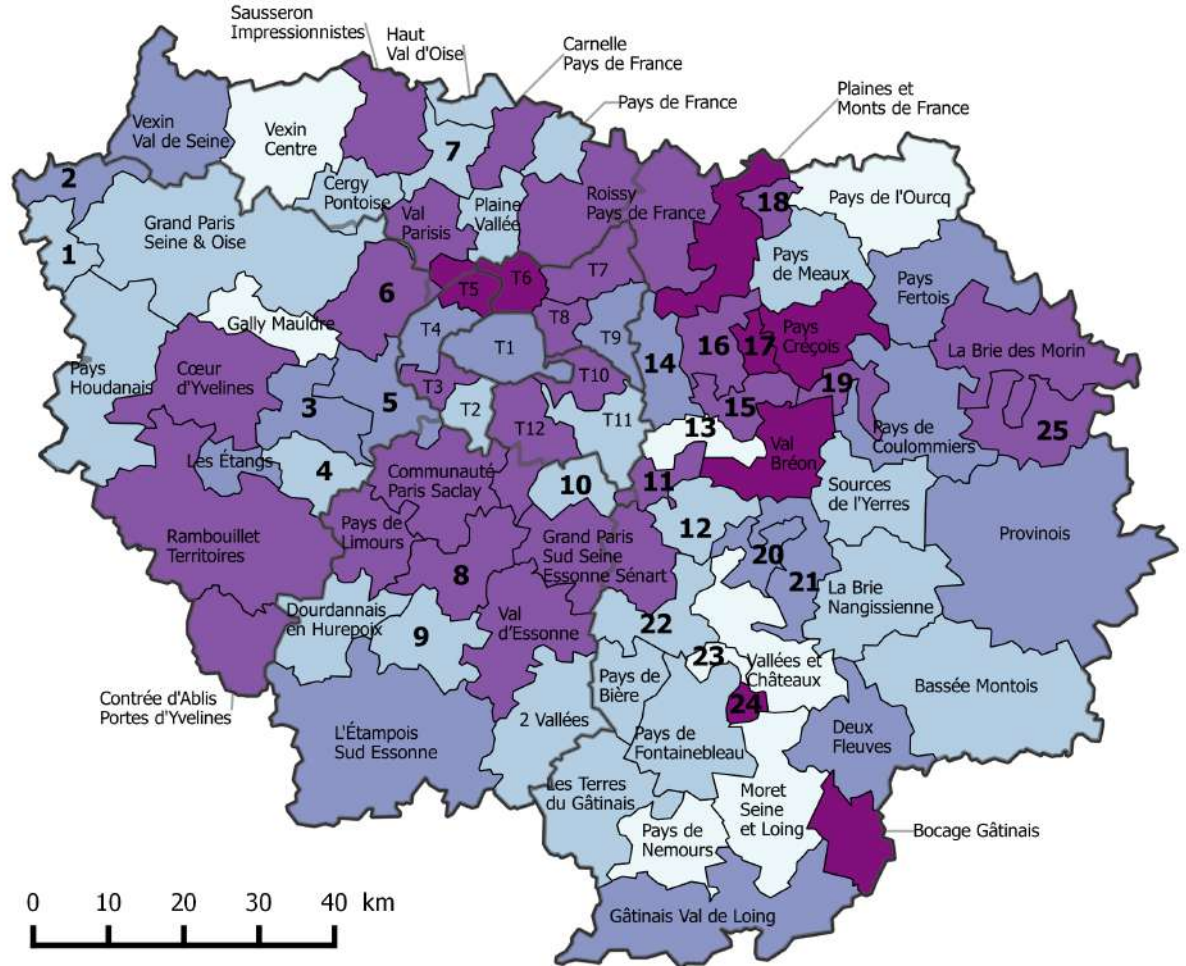 Sausseron
Impressionnistes
Haut
Val d'Oise
Carnelle
Pays de France
Pays de France
Plaines et
Monts de France
Vexin
Val de Seine
Vexin
Centre
7
2
Cergy
Pontoise
Grand Paris
Seine & Oise
Val
Parisis
Plaine
Vallée
Roissy
Pays de France
18
Pays de l'Ourcq
1
Pays
de Meaux
6
T5
T6
T7
Pays
Fertois
Gally Mauldre
T4
T8
T1
T9
14
16
17
Pays
Créçois
La Brie des Morin
Pays
Houdanais
Cœur
d'Yvelines
3
5
T3
T2
T10
T11
T12
15
19
13
Pays de
Coulommiers
25
Val
Bréon
Les Étangs
4
Communauté
Paris Saclay
10
11
Sources
de l'Yerres
12
Rambouillet
Territoires
Pays de
Limours
Grand Paris
Sud Seine
Essonne Sénart
Provinois
8
20
21
La Brie
Nangissienne
Dourdannais
en Hurepoix
9
Val
d'Essonne
22
23
Vallées et
Châteaux
Contrée d'Ablis
Portes d'Yvelines
Pays de
Bière
24
Bassée Montois
L'Étampois
Sud Essonne
2 Vallées
Pays de
Fontainebleau
Deux
Fleuves
Les Terres
du Gâtinais
Moret
Seine
et Loing
Pays de
Nemours
Bocage Gâtinais
Gâtinais Val de Loing
0 10 20 30 40 km